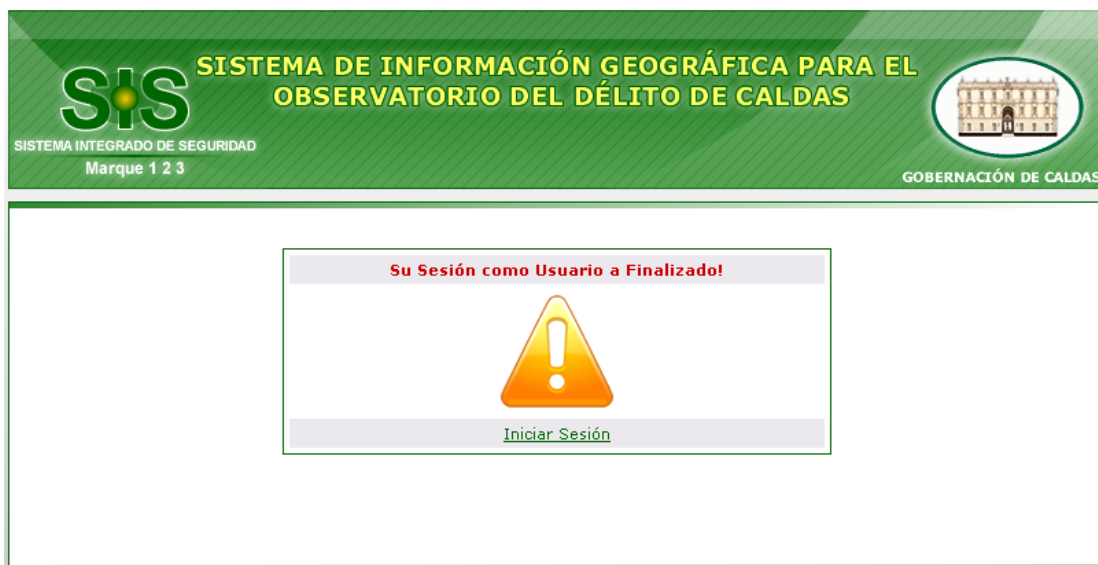 SISTEMA DE INFORMACIÓN GEOGRÁFICA PARA EL
OBSERVATORIO DEL DÉLITO DE CALDAS
SIS
SISTEMA INTEGRADO DE SEGURIDAD
Marque 1 2 3
GOBERNACIÓN DE CALDAS
Su Sesión como Usuario a Finalizado!
Iniciar Sesión